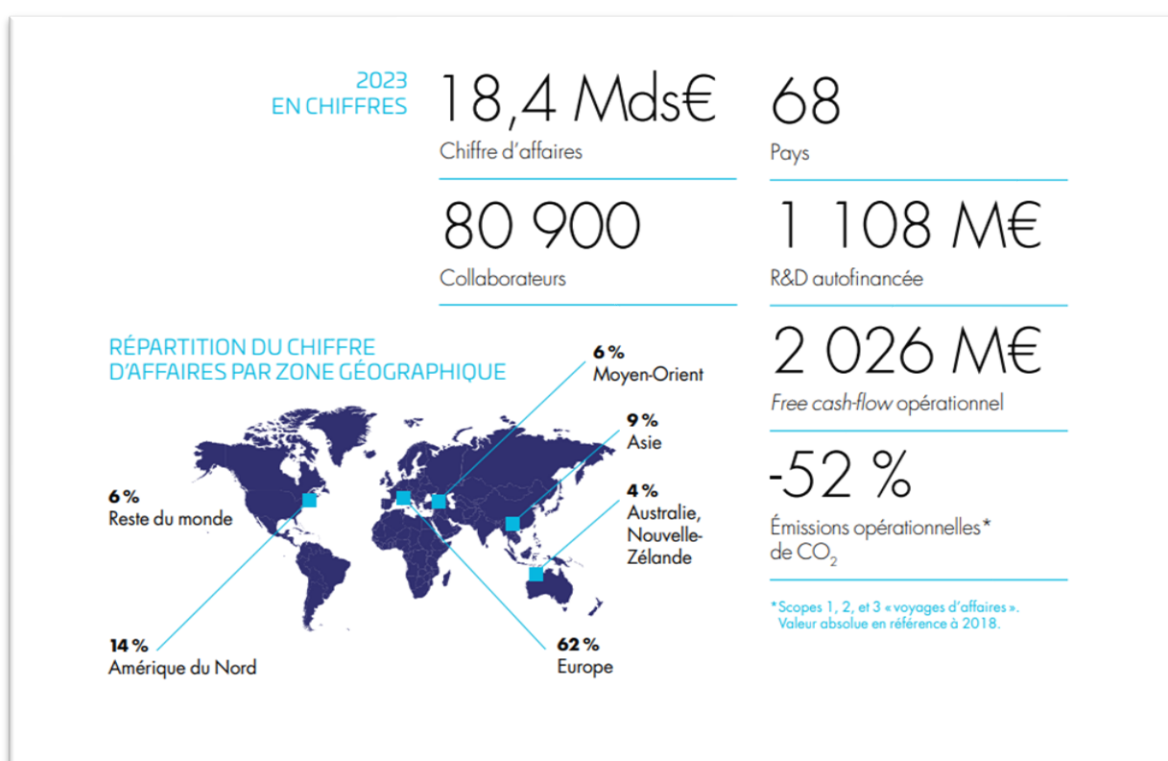 2023
EN CHIFFRES
18,4 Mds€
Chiffre d'affaires
68
Pays
80 900
Collaborateurs
1 108 M€
R&D autofinancée
2 026 M€
Free cash-flow opérationnel
-52 %
Émissions opérationnelles*
de CO₂
*Scopes 1, 2, et 3 « voyages d'affaires ».
Valeur absolue en référence à 2018.
RÉPARTITION DU CHIFFRE
D'AFFAIRES PAR ZONE GÉOGRAPHIQUE
6 %
Moyen-Orient
9 %
Asie
4 %
Australie,
Nouvelle-
Zélande
6 %
Reste du monde
14 %
Amérique du Nord
62 %
Europe